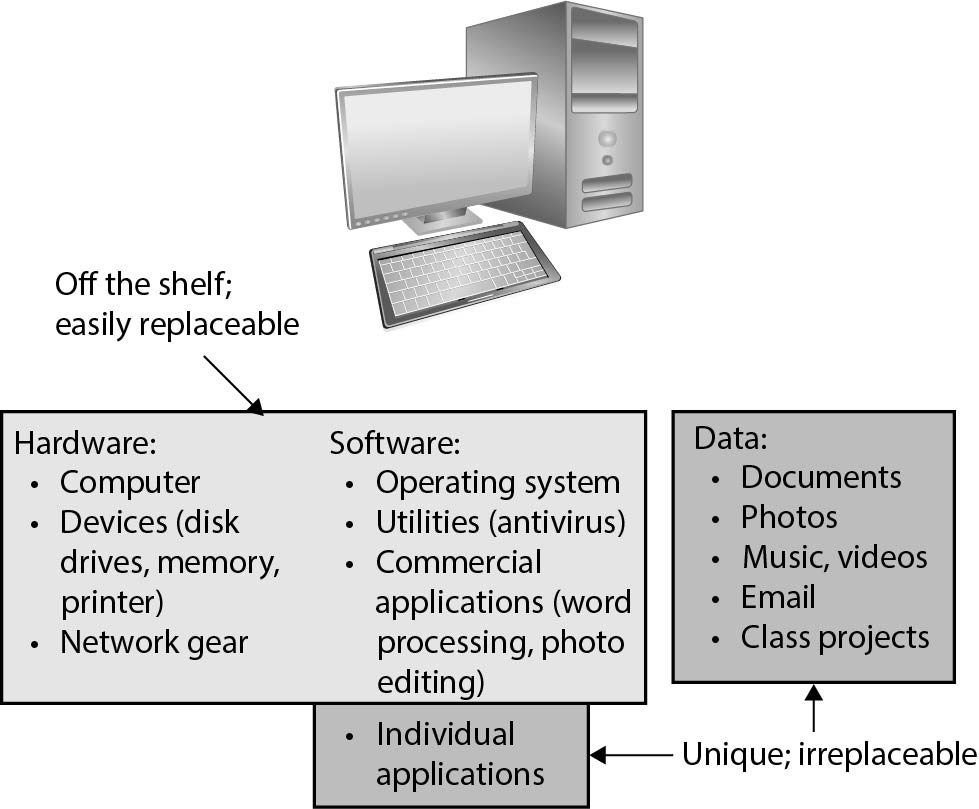 Off the shelf;
easily replaceable
Hardware:
• Computer
• Devices (disk
drives, memory,
printer)
• Network gear
Software:
• Operating system
• Utilities (antivirus)
• Commercial
applications (word
processing, photo
editing)
• Individual
applications
Data:
• Documents
• Photos
• Music, videos
• Email
• Class projects
Unique; irreplaceable